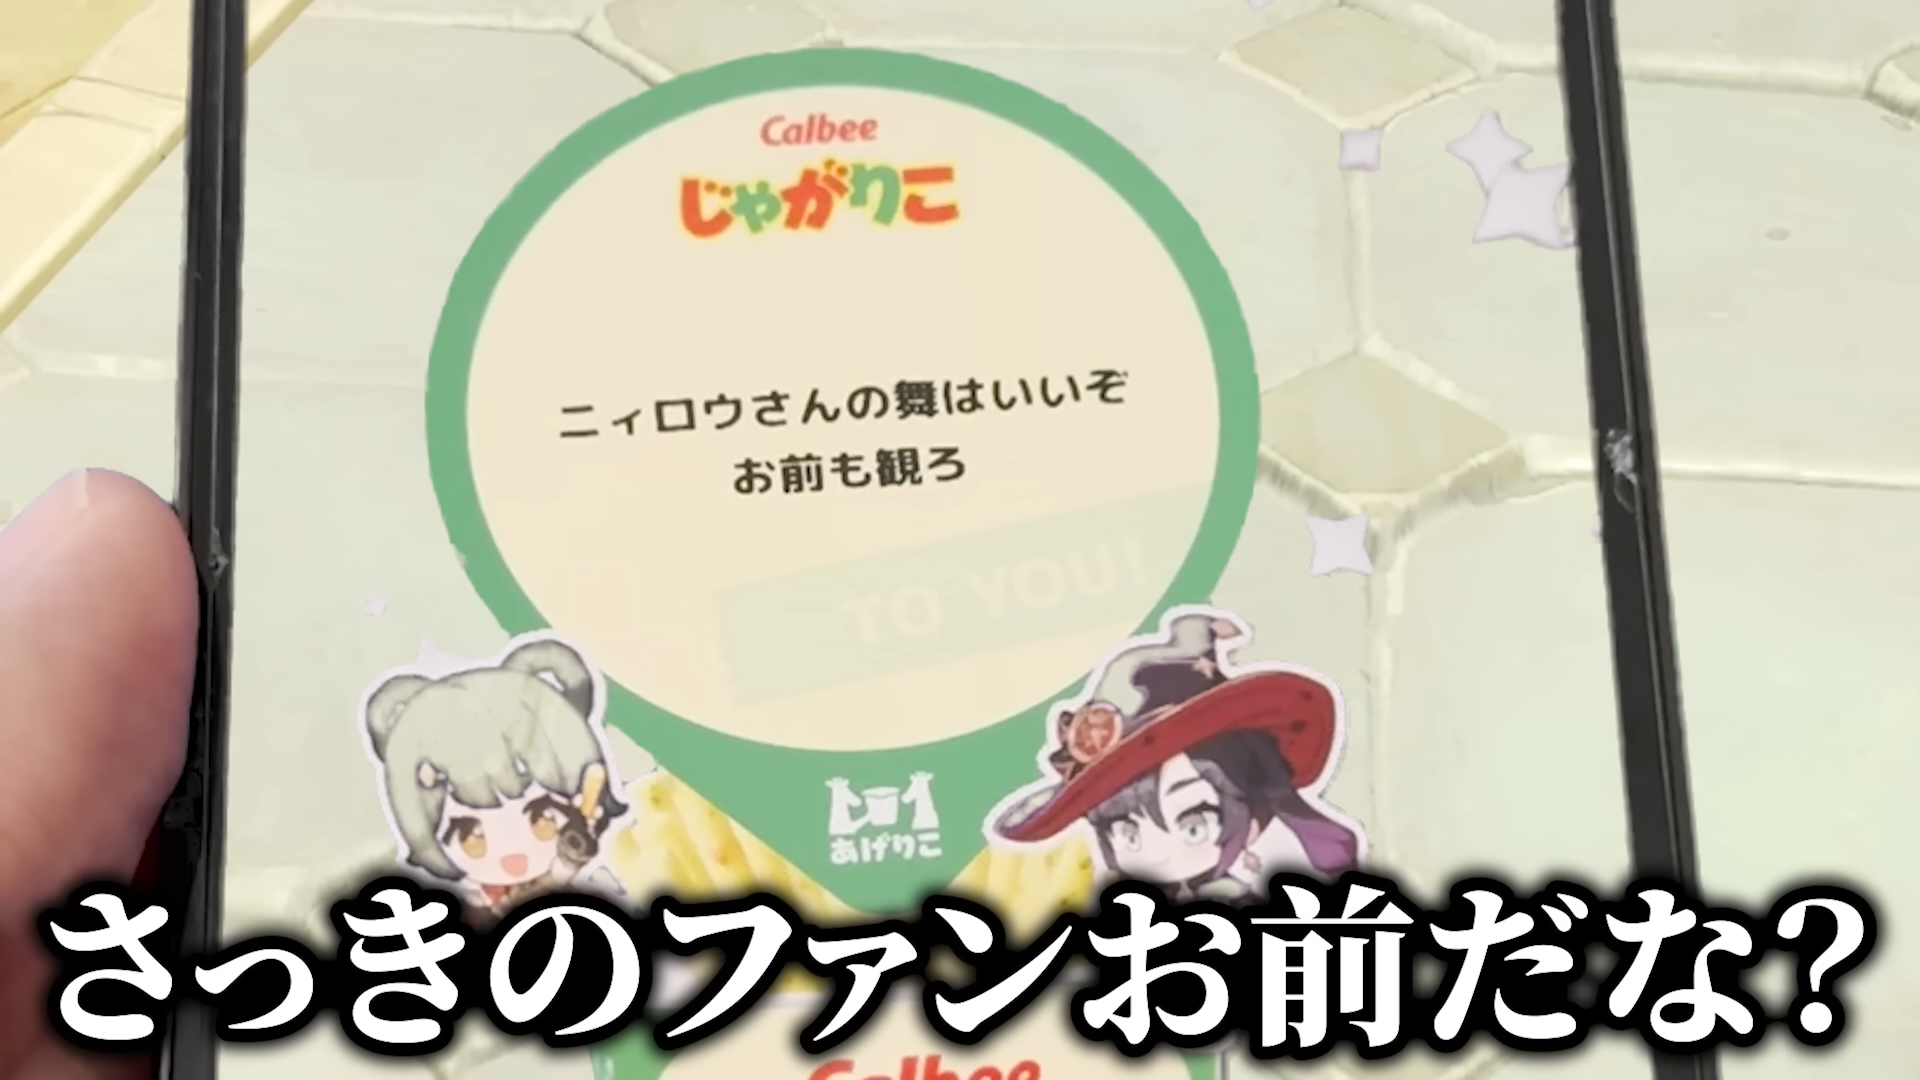 Calbee
じゃがりこ
ニィロウさんの舞はいいぞ
お前も観ろ
TO YOU!
あげりこ
さっきのファンお前だな?
Calbee